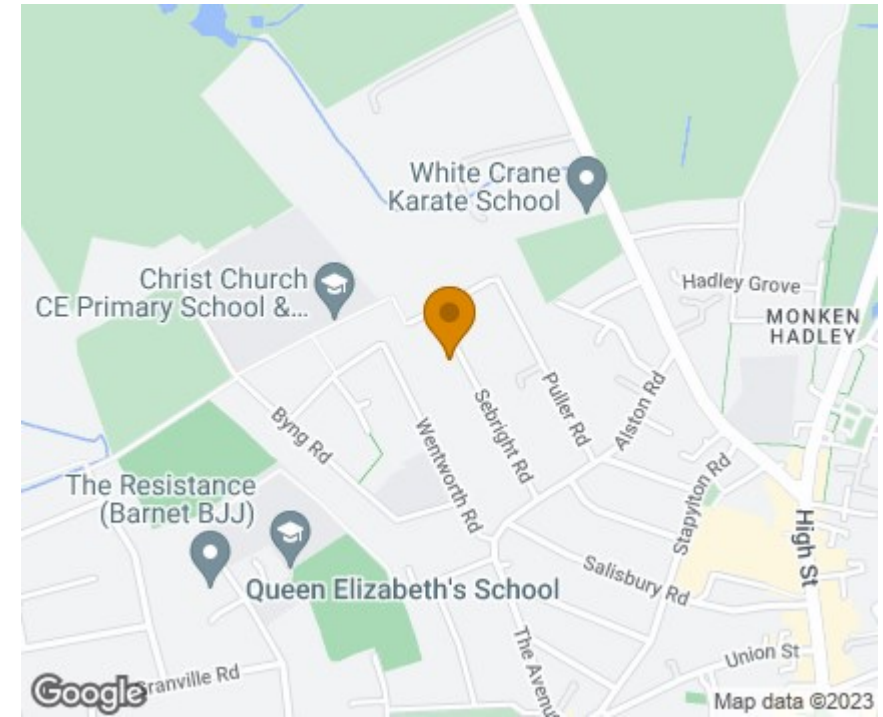 White Crane
Karate School
Christ Church
CE Primary School &...
Hadley Grove
MONKEN
HADLEY
Puller Rd
Alston Rd
Sebright Rd
Byng Rd
Wentworth Rd
Stapylton Rd
The Resistance
(Barnet BJJ)
High St
Queen Elizabeth's School
Salisbury Rd
The Avenu
Union St
Granville Rd
Google
Map data ©2023